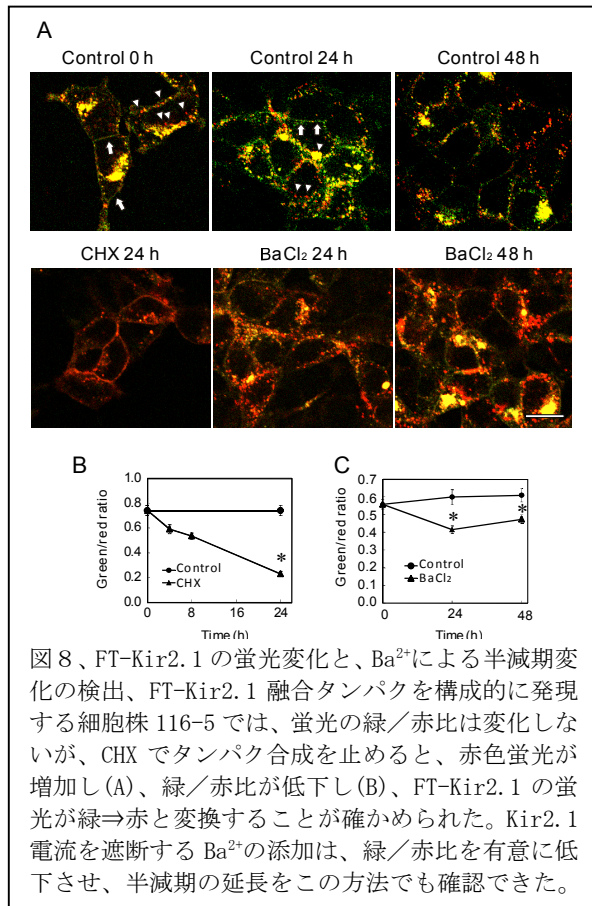 A
Control 0 h
Control 24 h
Control 48 h
CHX 24 h
BaCl₂ 24 h
BaCl₂ 48 h
B
Green/red ratio
1.0
0.8
0.6
0.4
0.2
0
*
Control
CHX
0
8
16
24
Time(h)
C
Green/red ratio
0.7
0.6
0.5
0.4
0.3
0.2
0.1
0
*
*
Control
BaCl₂
0
24
48
Time(h)
図8、FT-Kir2.1 の蛍光変化と、Ba²⁺による半減期変
化の検出、FT-Kir2.1 融合タンパクを構成的に発現
する細胞株 116-5 では、蛍光の緑／赤比は変化しな
いが、CHX でタンパク合成を止めると、赤色蛍光が
増加し(A)、緑／赤比が低下し(B)、FT-Kir2.1 の蛍
光が緑⇒赤と変換することが確かめられた。Kir2.1
電流を遮断する Ba²⁺の添加は、緑／赤比を有意に低
下させ、半減期の延長をこの方法でも確認できた。